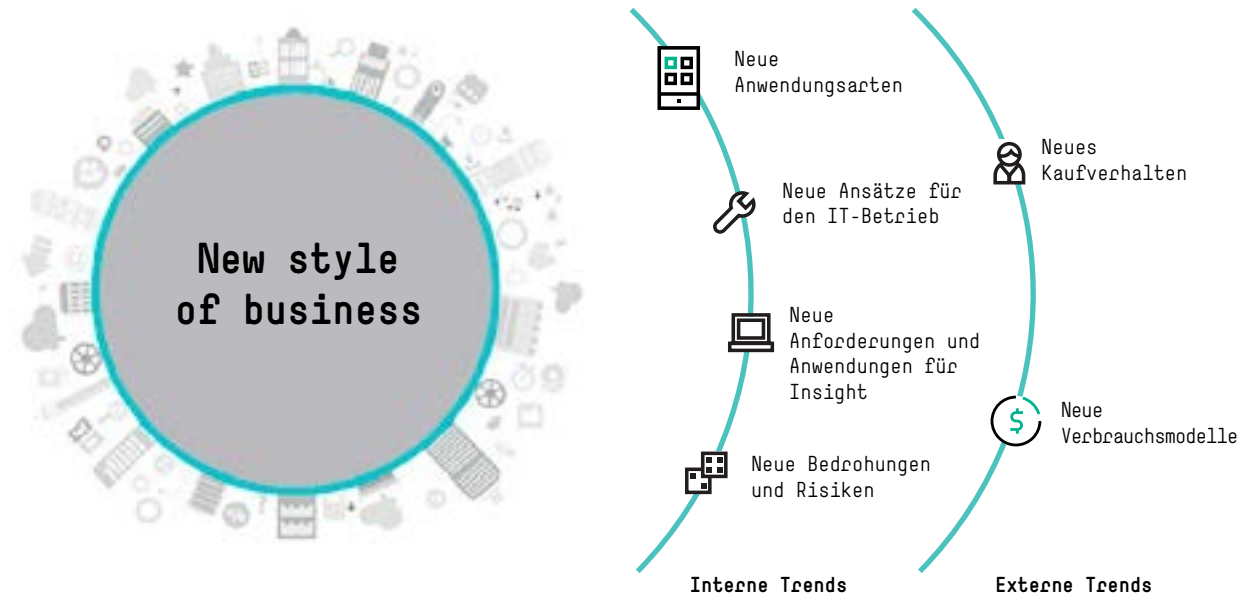 New style
of business
Neue
Anwendungsarten
Neue Ansätze für
den IT-Betrieb
Neue
Anforderungen und
Anwendungen für
Insight
Neue Bedrohungen
und Risiken
Interne Trends
Neues
Kaufverhalten
$
Neue
Verbrauchsmodelle
Externe Trends